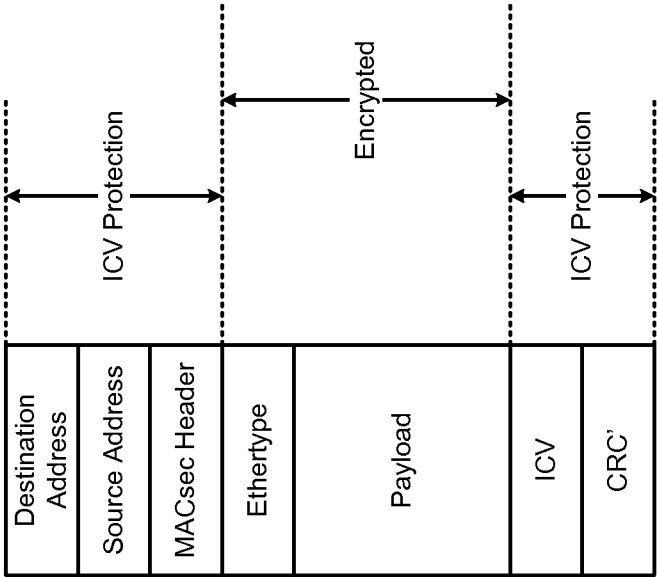 Encrypted
ICV Protection
ICV Protection
Destination
Address
Source Address
MACsec Header
Ethertype
Payload
ICV
CRC’